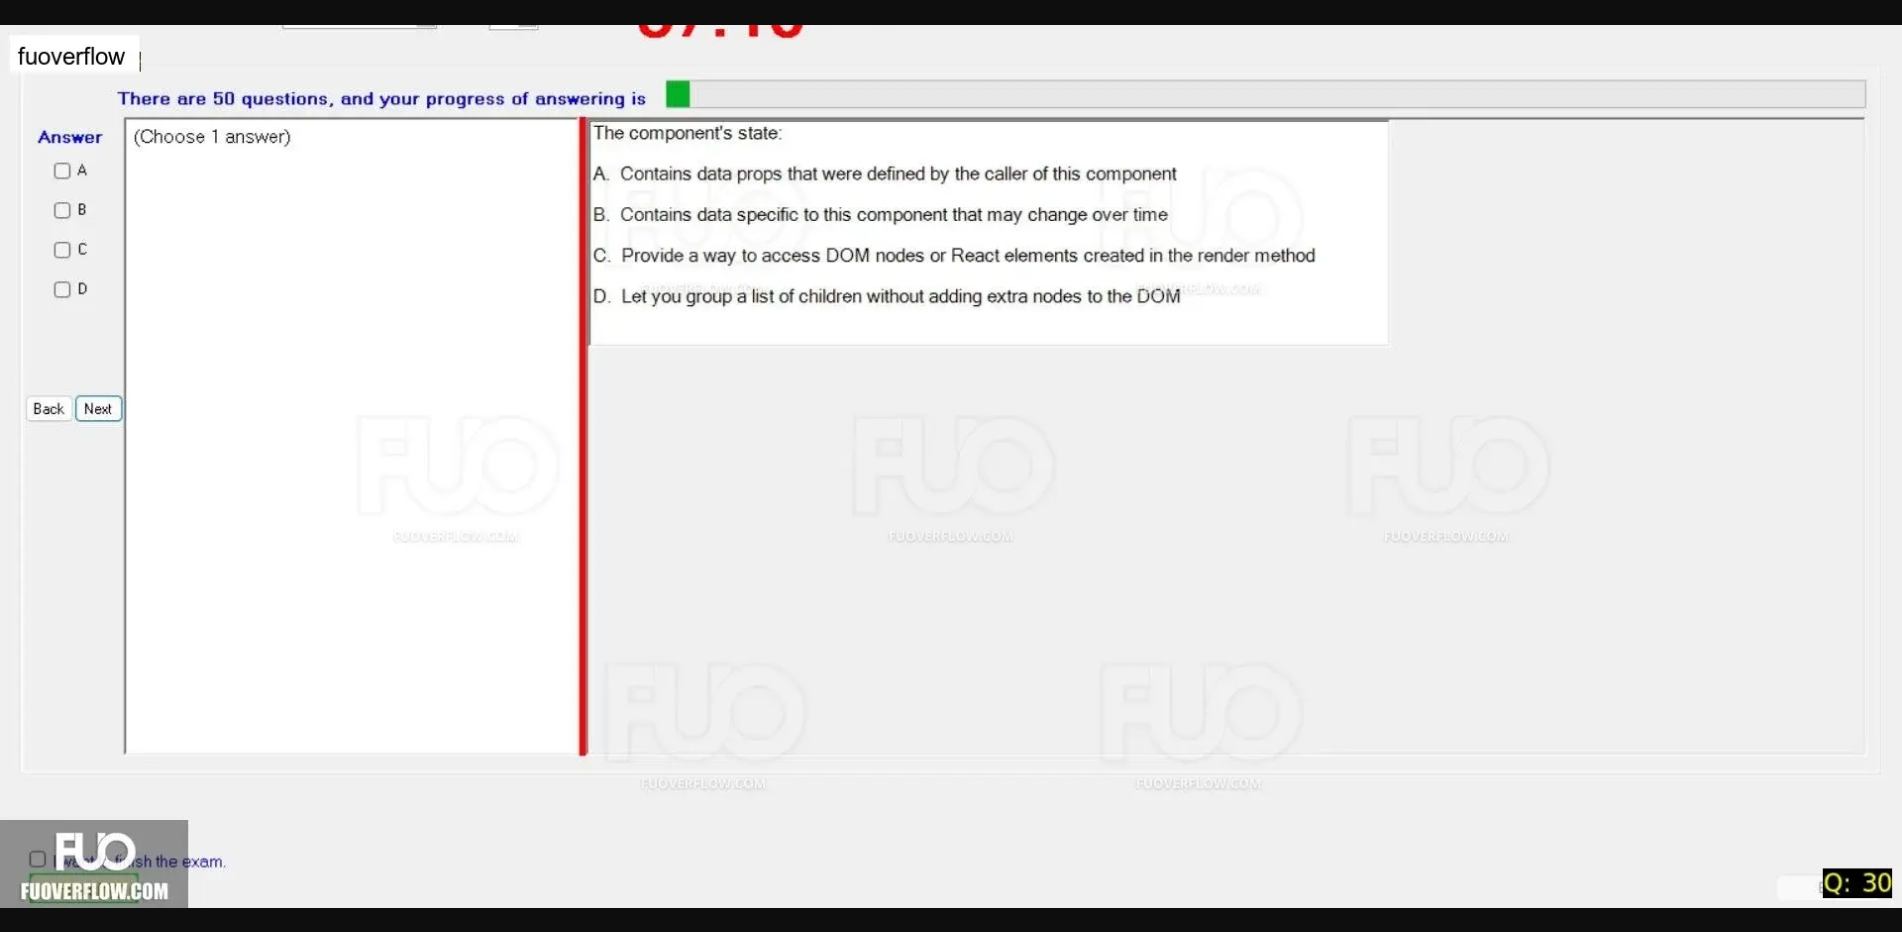 fuoverflow
There are 50 questions, and your progress of answering is
Answer
(Choose 1 answer)
A
B
C
D
The component's state:
A. Contains data props that were defined by the caller of this component
B. Contains data specific to this component that may change over time
C. Provide a way to access DOM nodes or React elements created in the render method
D. Let you group a list of children without adding extra nodes to the DOM
Back Next
FUO FUO FUO
FUOVERFLOW.COM FUOVERFLOW.COM FUOVERFLOW.COM
FUO FUO
FUOVERFLOW.COM FUOVERFLOW.COM
FUO
I want finish the exam.
FUOVERFLOW.COM
Q: 30